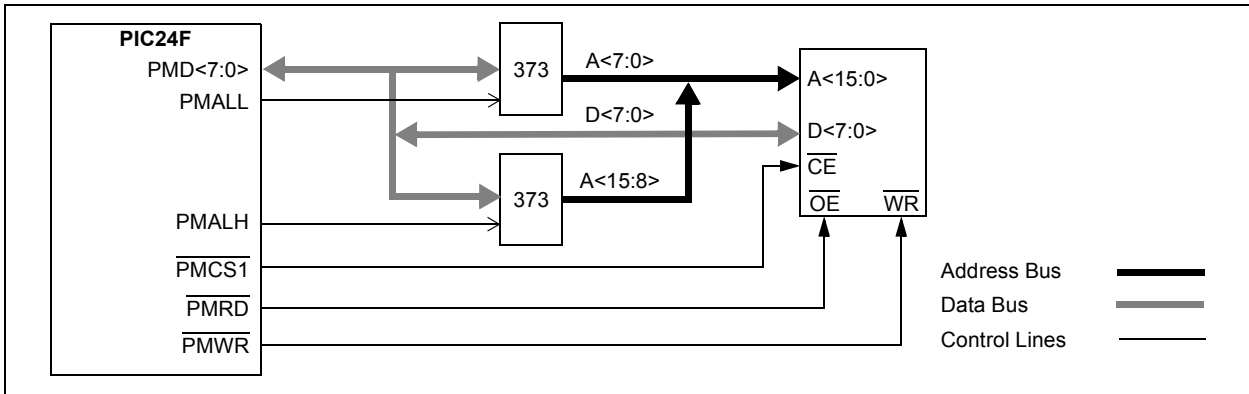 PIC24F
PMD<7:0>
PMALL
373
A<7:0>
A<15:0>
D<7:0>
D<7:0>
CE
373
A<15:8>
OE WR
PMALH
PMCS1
PMRD
PMWR
Address Bus
Data Bus
Control Lines